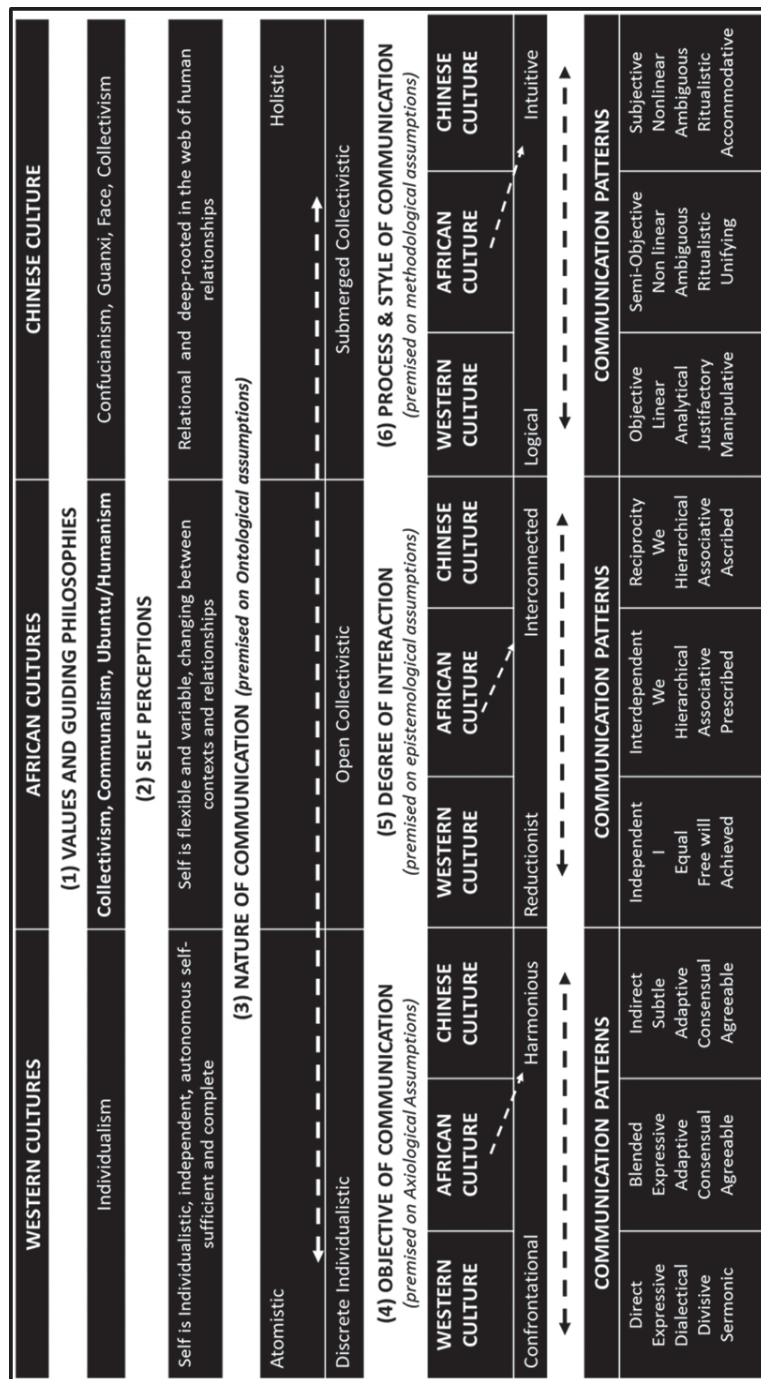 WESTERN CULTURES
AFRICAN CULTURES
CHINESE CULTURE
(1) VALUES AND GUIDING PHILOSOPHIES
Individualism
Collectivism, Communalism, Ubuntu/Humanism
Confucianism, Guanxi, Face, Collectivism
(2) SELF PERCEPTIONS
Self is Individualistic, independent, autonomous self-
sufficient and complete
Self is flexible and variable, changing between
contexts and relationships
Relational and deep-rooted in the web of human
relationships
(3) NATURE OF COMMUNICATION (premised on Ontological assumptions)
Atomistic
Holistic
Discrete Individualistic
Open Collectivistic
Submerged Collectivistic
(4) OBJECTIVE OF COMMUNICATION
(premised on Axiological Assumptions)
WESTERN
CULTURE
AFRICAN
CULTURE
CHINESE
CULTURE
Confrontational
Harmonious
COMMUNICATION PATTERNS
Direct
Expressive
Dialectical
Divisive
Sermonic
Blended
Expressive
Adaptive
Consensual
Agreeable
Indirect
Subtle
Adaptive
Consensual
Agreeable
(5) DEGREE OF INTERACTION
(premised on epistemological assumptions)
WESTERN
CULTURE
AFRICAN
CULTURE
CHINESE
CULTURE
Reductionist
Interconnected
COMMUNICATION PATTERNS
Independent
I
Equal
Free will
Achieved
Interdependent
We
Hierarchical
Associative
Prescribed
Reciprocity
We
Hierarchical
Associative
Ascribed
(6) PROCESS & STYLE OF COMMUNICATION
(premised on methodological assumptions)
WESTERN
CULTURE
AFRICAN
CULTURE
CHINESE
CULTURE
Logical
Intuitive
COMMUNICATION PATTERNS
Objective
Linear
Analytical
Justifactory
Manipulative
Semi-Objective
Non linear
Ambiguous
Ritualistic
Unifying
Subjective
Nonlinear
Ambiguous
Ritualistic
Accommodative